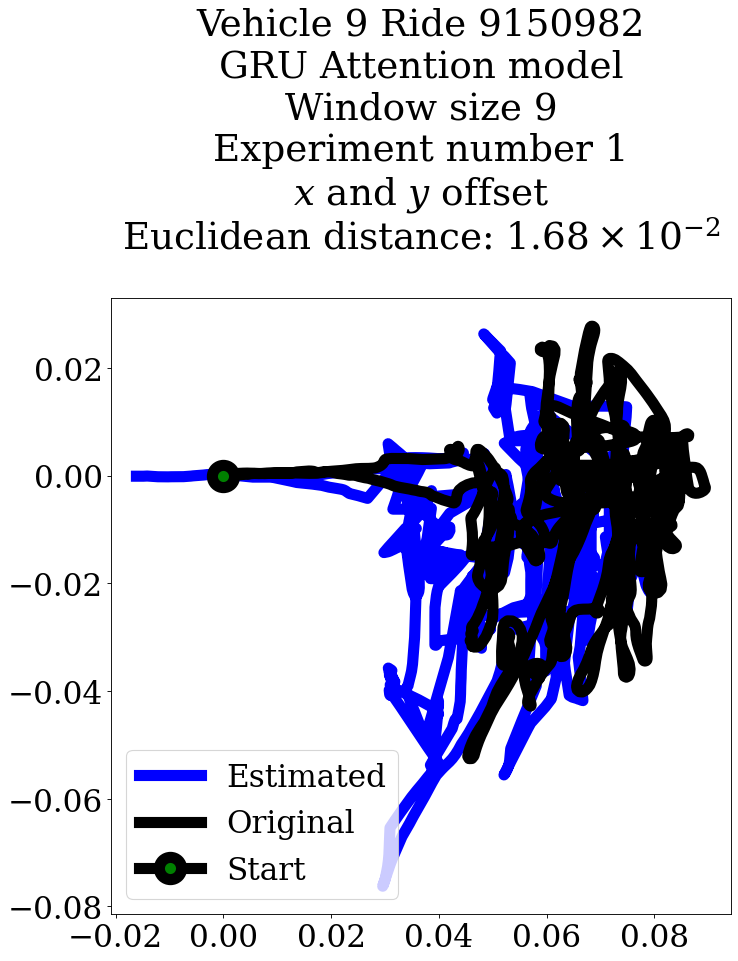 Vehicle 9 Ride 9150982
GRU Attention model
Window size 9
Experiment number 1
x and y offset
Euclidean distance: 1.68 × 10⁻²
0.02
0.00
−0.02
−0.04
−0.06
−0.08
Estimated
Original
Start
−0.02 0.00 0.02 0.04 0.06 0.08